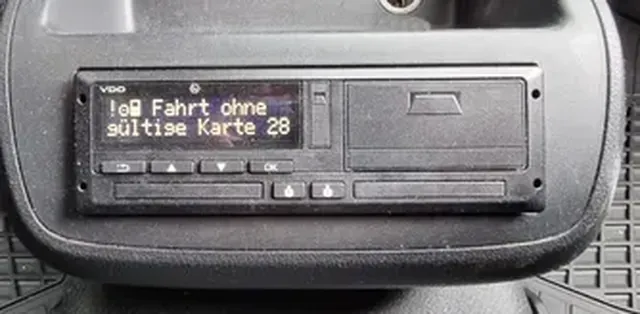 VDO
! Fahrt ohne
gültige Karte 28
OK